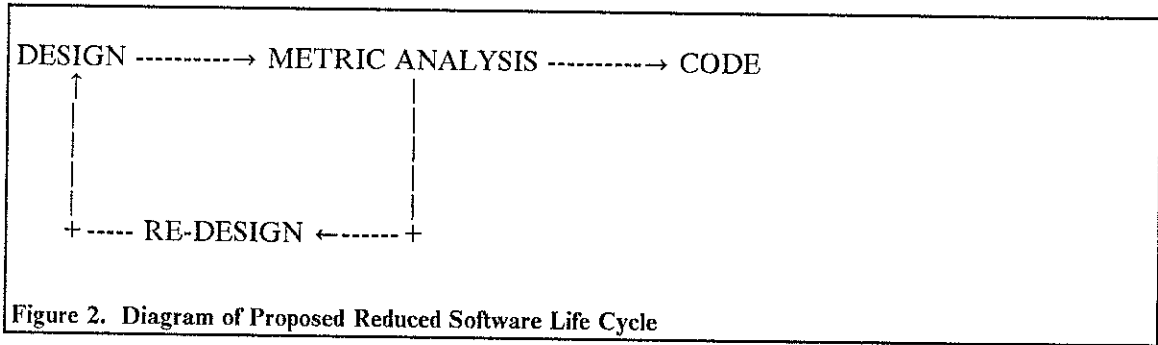 DESIGN -----------→ METRIC ANALYSIS -----------→ CODE
+ ----- RE-DESIGN ←------- +
Figure 2. Diagram of Proposed Reduced Software Life Cycle